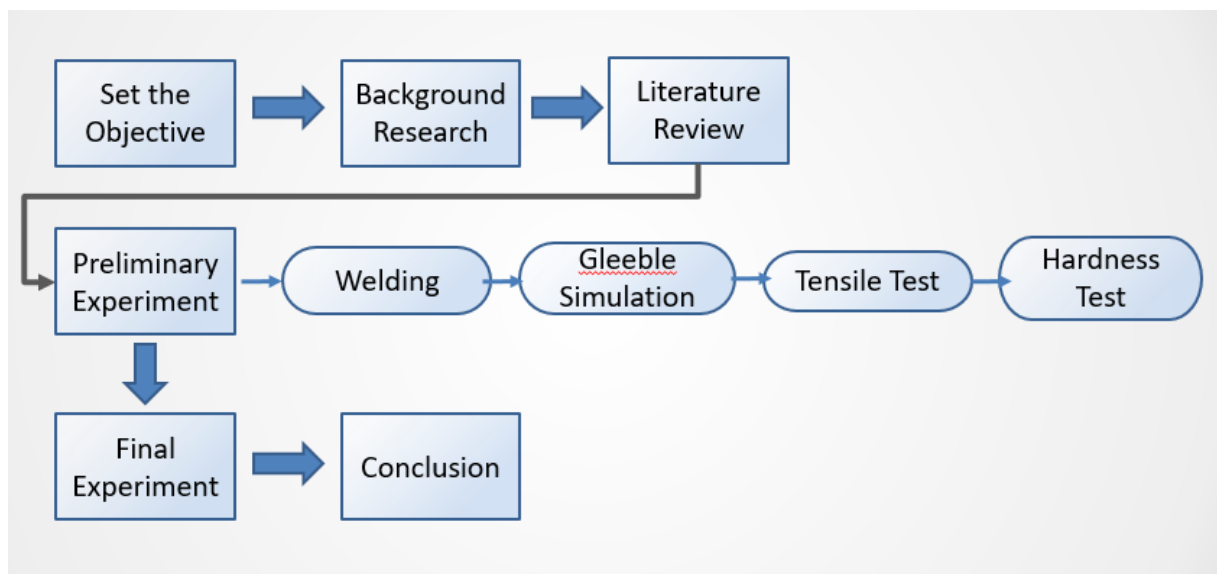 Set the
Objective
Background
Research
Literature
Review
Preliminary
Experiment
Welding
Gleeble
Simulation
Tensile Test
Hardness
Test
Final
Experiment
Conclusion